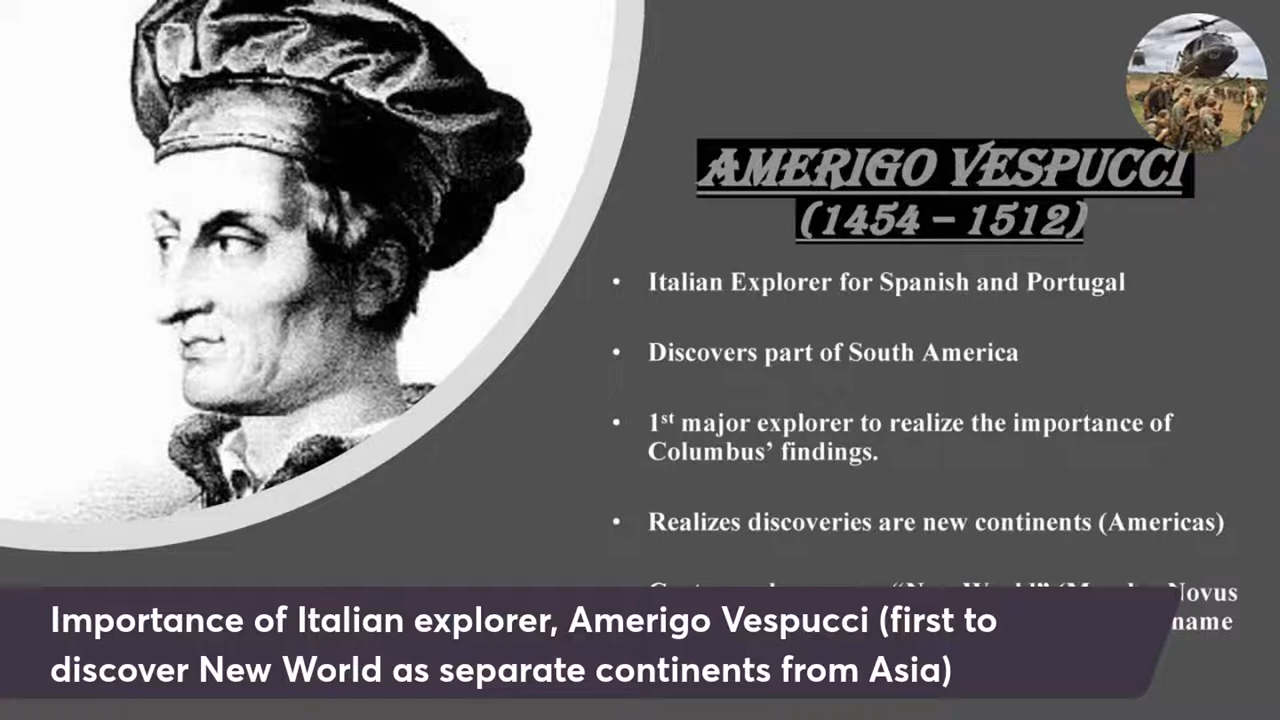 AMERIGO VESPUCCI
(1454 – 1512)
• Italian Explorer for Spanish and Portugal
• Discovers part of South America
• 1st major explorer to realize the importance of
Columbus’ findings.
• Realizes discoveries are new continents (Americas)
Novus
name
Importance of Italian explorer, Amerigo Vespucci (first to
discover New World as separate continents from Asia)